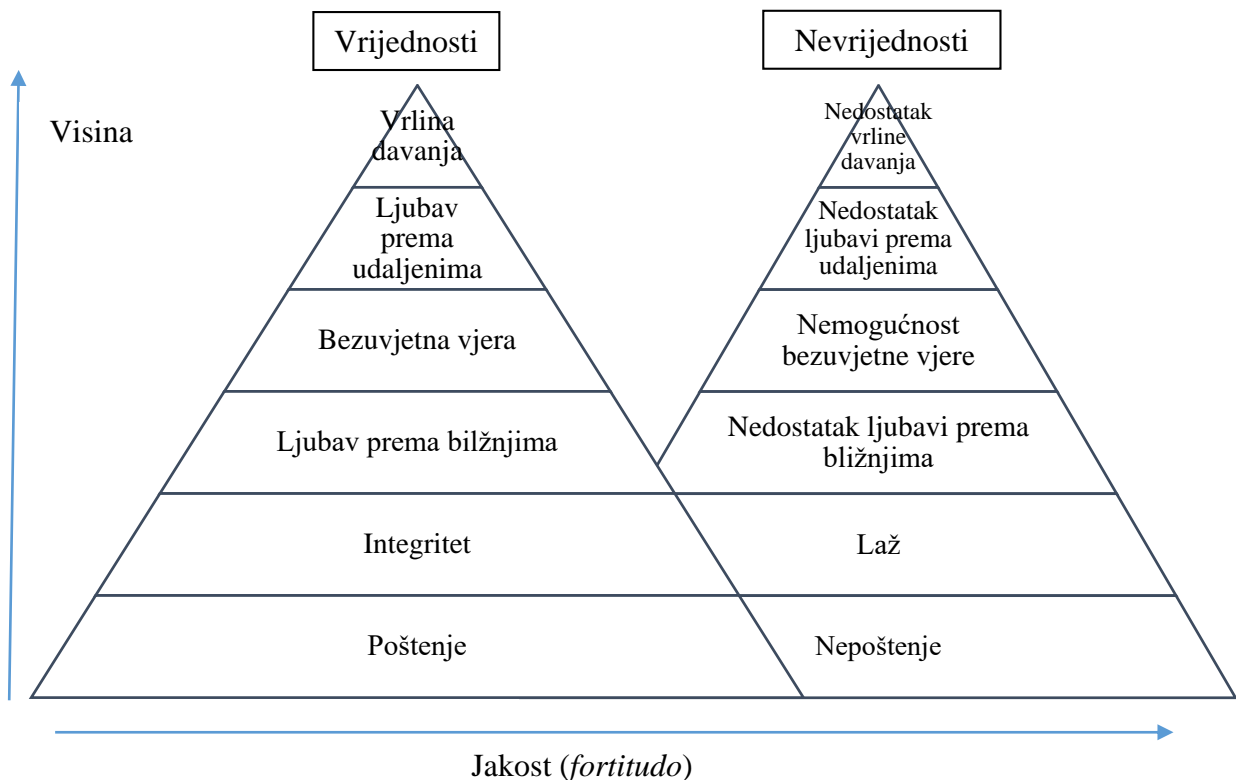 Vrijednosti
Nevrijednosti
Visina
Vrlina
davanja
Nedostatak
vrline
davanja
Ljubav
prema
udaljenima
Nedostatak
ljubavi prema
udaljenima
Bezuvjetna vjera
Nemogućnost
bezuvjetne vjere
Ljubav prema bilžnjima
Nedostatak ljubavi prema
bližnjima
Integritet
Laž
Poštenje
Nepoštenje
Jakost (fortitudo)